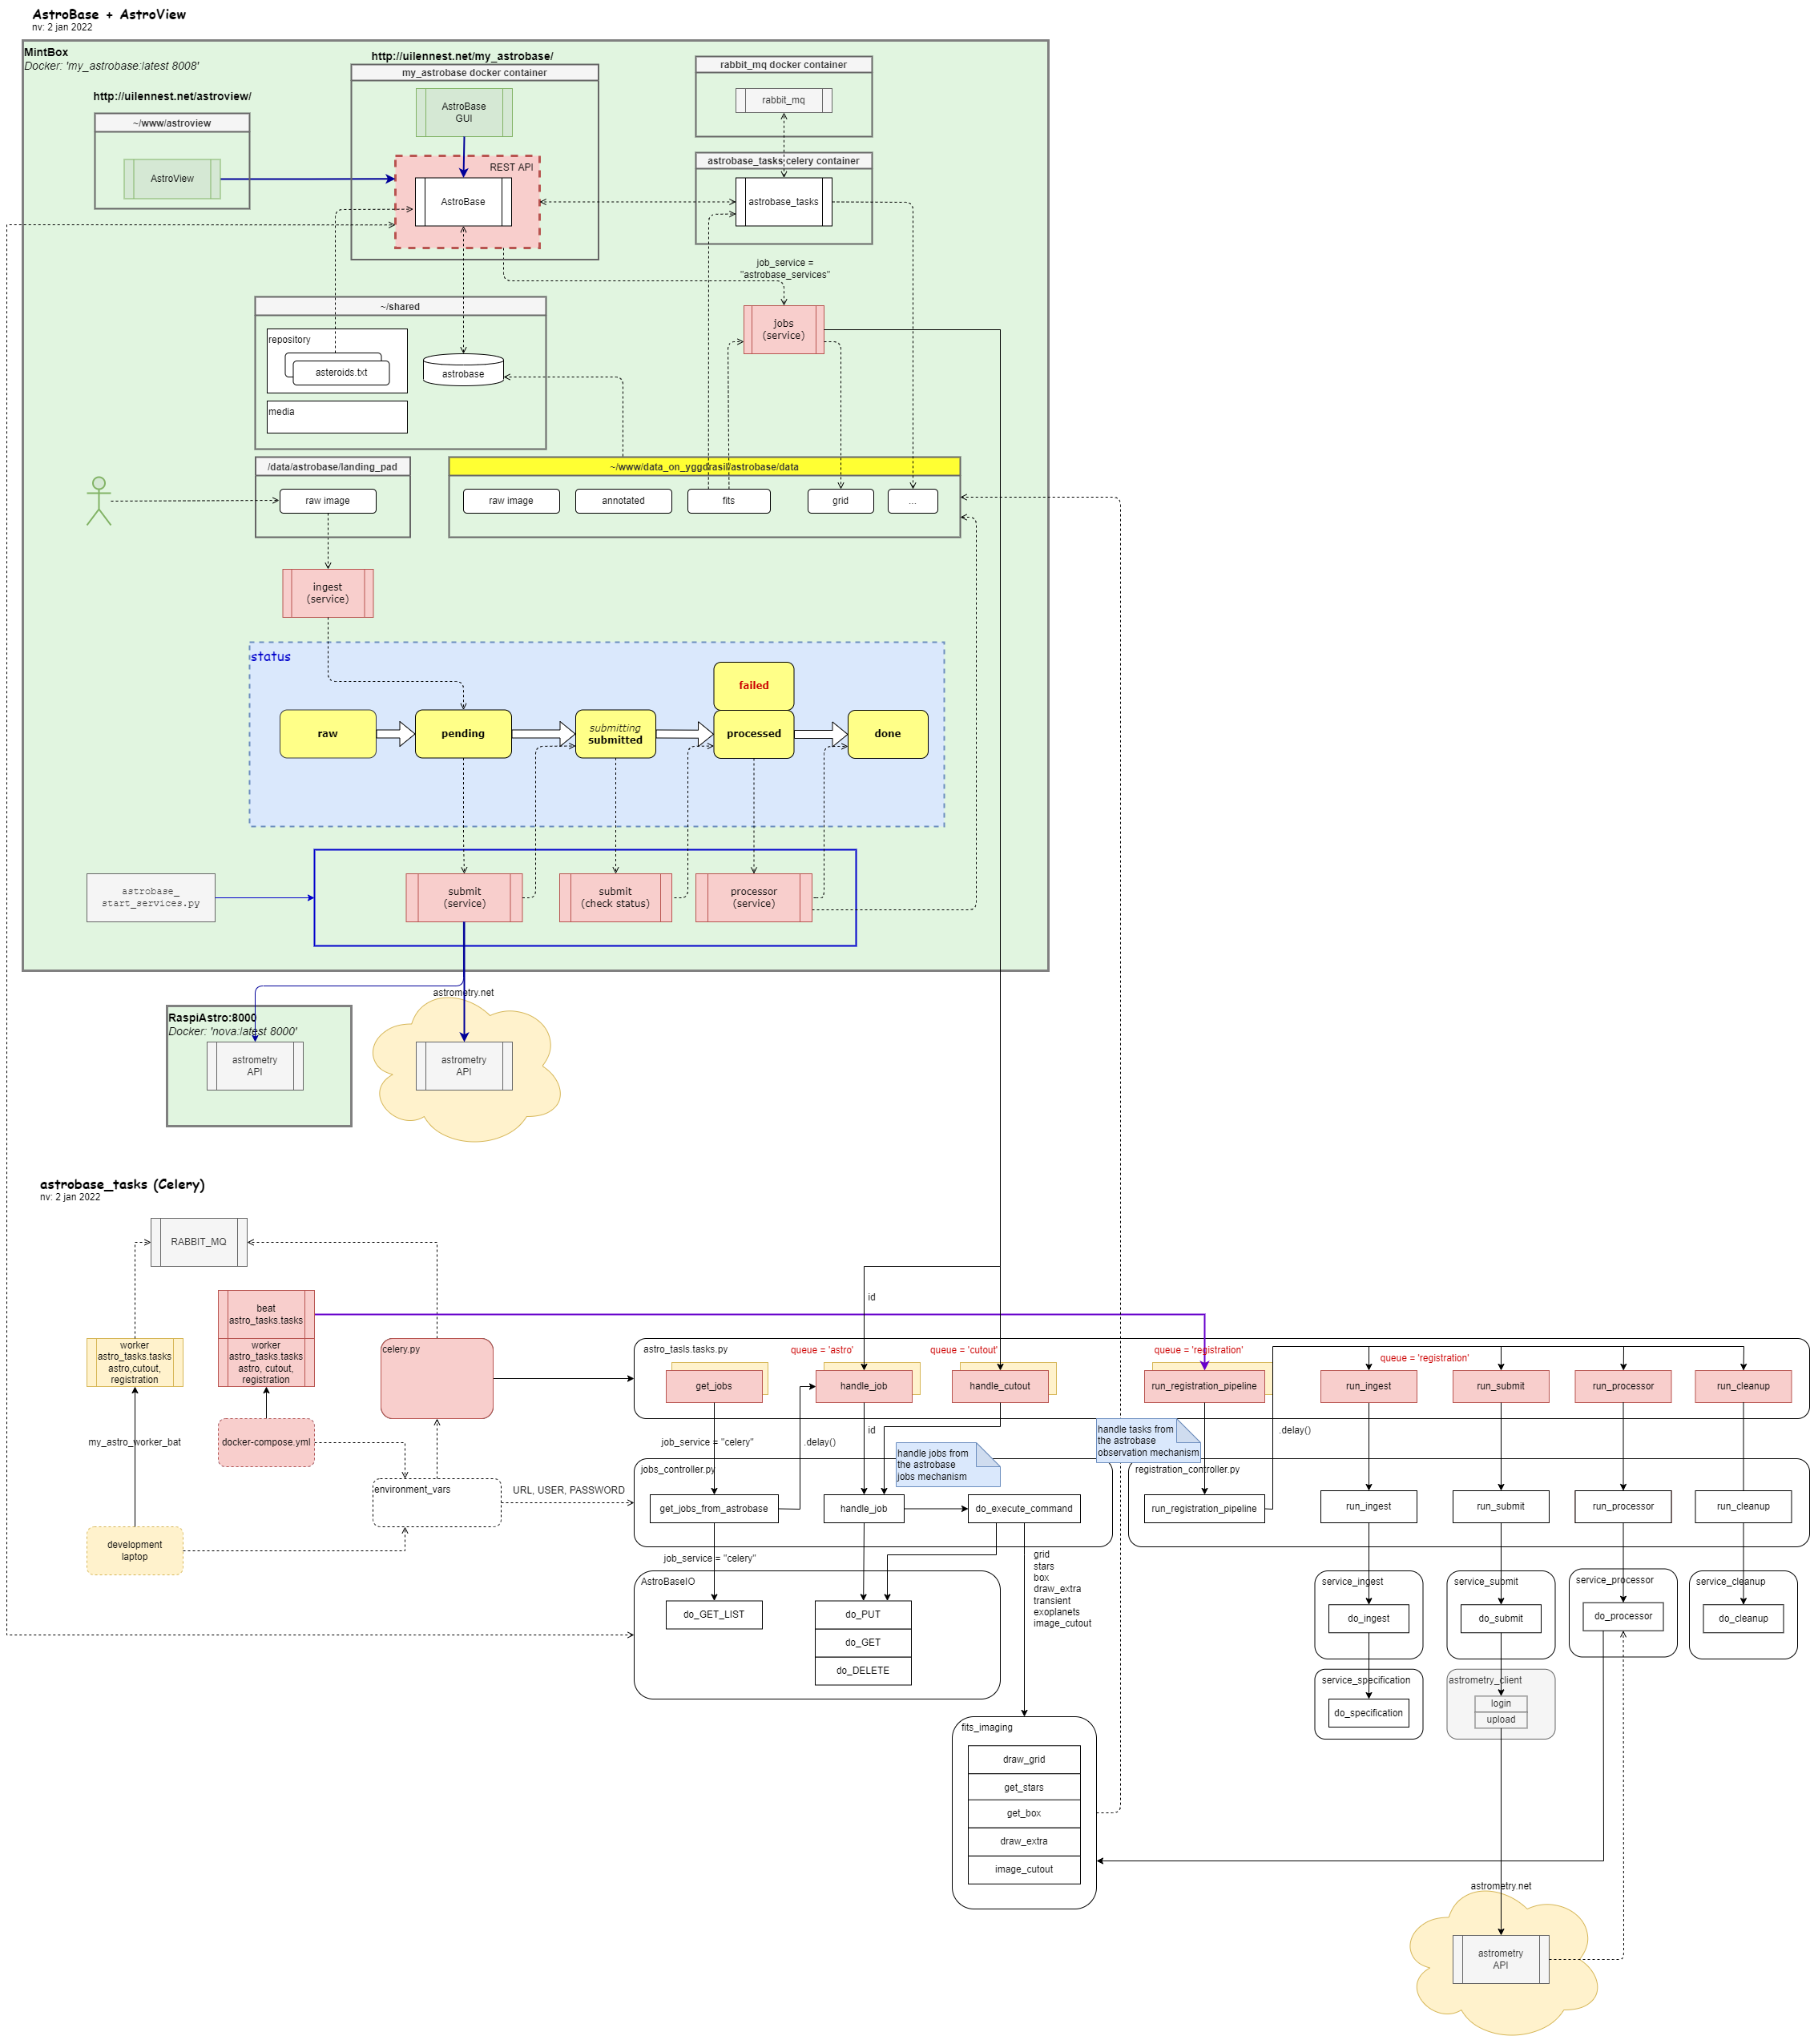 AstroBase + AstroView
nv: 2 jan 2022
MintBox
Docker: 'my_astrobase:latest 8008'
http://uilennest.net/astroview/
~/www/astroview
AstroView
http://uilennest.net/my_astrobase/
my_astrobase docker container
AstroBase
GUI
REST API
AstroBase
rabbit_mq docker container
rabbit_mq
astrobase_tasks celery container
astrobase_tasks
job_service =
"astrobase_services"
jobs
(service)
~/shared
repository
asteroids.txt
media
astrobase
/data/astrobase/landing_pad
raw image
~/www/data_on_yggdrasil/astrobase/data
raw image
annotated
fits
grid
...
ingest
(service)
status
failed
raw
pending
submitting
submitted
processed
done
astrobase_
start_services.py
submit
(service)
submit
(check status)
processor
(service)
RaspiAstro:8000
Docker: 'nova:latest 8000'
astrometry
API
astrometry.net
astrometry
API
astrobase_tasks (Celery)
nv: 2 jan 2022
RABBIT_MQ
beat
astro_tasks.tasks
worker
astro_tasks.tasks
astro,cutout,
registration
worker
astro_tasks.tasks
astro, cutout,
registration
my_astro_worker_bat
docker-compose.yml
development
laptop
celery.py
environment_vars
URL, USER, PASSWORD
id
astro_tasls.tasks.py
queue = 'astro'
queue = 'cutout'
queue = 'registration'
queue = 'registration'
get_jobs
handle_job
handle_cutout
run_registration_pipeline
run_ingest
run_submit
run_processor
run_cleanup
job_service = "celery"
.delay()
id
handle jobs from
the astrobase
jobs mechanism
handle tasks from
the astrobase
observation mechanism
.delay()
jobs_controller.py
get_jobs_from_astrobase
handle_job
do_execute_command
registration_controller.py
run_registration_pipeline
run_ingest
run_submit
run_processor
run_cleanup
job_service = "celery"
AstroBaseIO
do_GET_LIST
do_PUT
do_GET
do_DELETE
grid
stars
box
draw_extra
transient
exoplanets
image_cutout
service_ingest
do_ingest
service_submit
do_submit
service_processor
do_processor
service_cleanup
do_cleanup
service_specification
do_specification
astrometry_client
login
upload
fits_imaging
draw_grid
get_stars
get_box
draw_extra
image_cutout
astrometry.net
astrometry
API